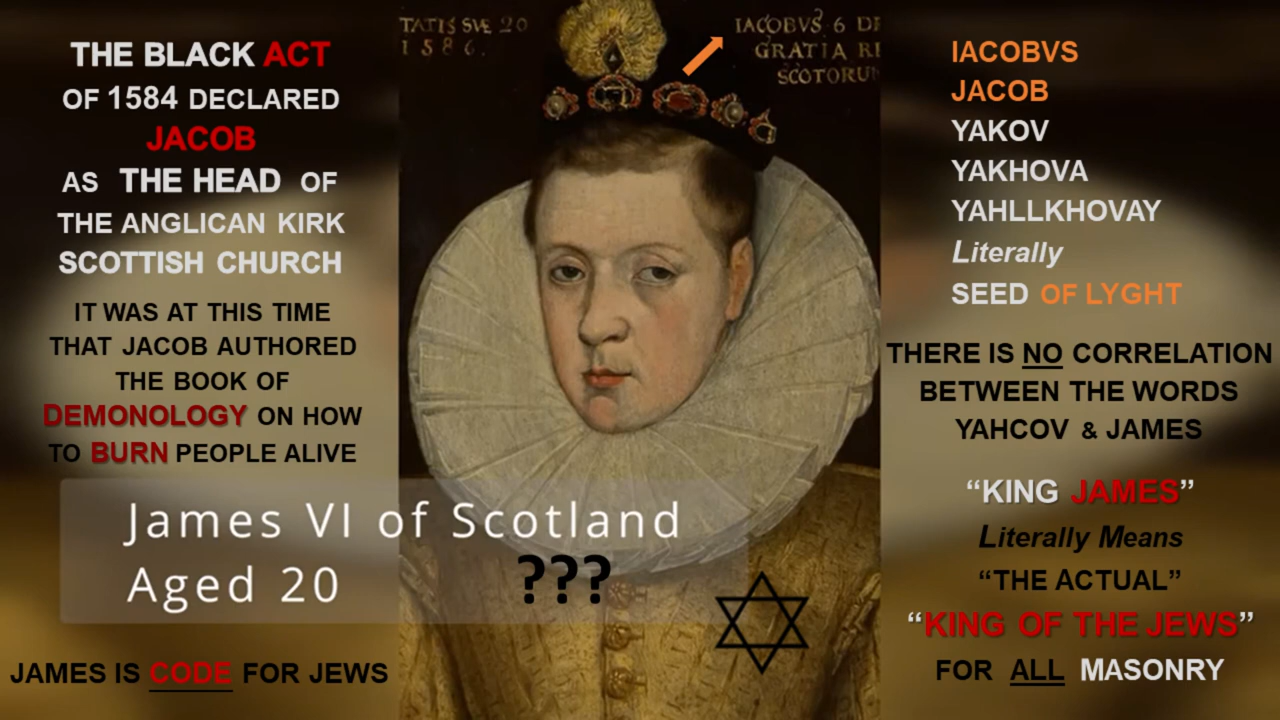 THE BLACK ACT
OF 1584 DECLARED
JACOB
AS THE HEAD OF
THE ANGLICAN KIRK
SCOTTISH CHURCH
IT WAS AT THIS TIME
THAT JACOB AUTHORED
THE BOOK OF
DEMONOLOGY ON HOW
TO BURN PEOPLE ALIVE
James VI of Scotland
Aged 20
???
JAMES IS CODE FOR JEWS
TATIS SVE 20
1586.
IACOBVS 6 DE
GRATIA RE
SCOTORUM
IACOBVS
JACOB
YAKOV
YAKHOVA
YAHLLKHOVAY
Literally
SEED OF LYGHT
THERE IS NO CORRELATION
BETWEEN THE WORDS
YAHCOV & JAMES
“KING JAMES”
Literally Means
“THE ACTUAL”
“KING OF THE JEWS”
FOR ALL MASONRY